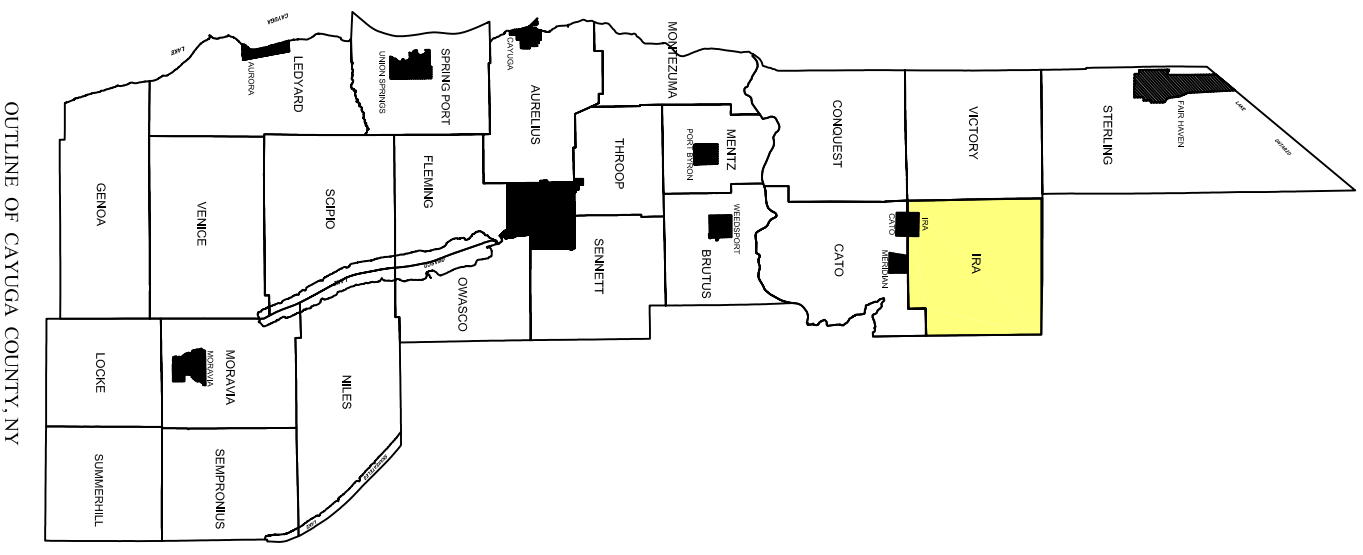 FAIR HAVEN
STERLING
VICTORY
IRA
CONQUEST
IRA
CATO
MERIDIAN
CATO
MONTEZUMA
MENTZ
PORT BYRON
WEEDSPORT
BRUTUS
THROOP
SENNETT
CAYUGA
AURELIUS
SPRING PORT
UNION SPRINGS
FLEMING
OWASCO
OWASCO
LAKE
CAYUGA
LAKE
LEDYARD
AURORA
SCIPIO
NILES
VENICE
MORAVIA
MORAVIA
SEMPRONIUS
LAKE
GENOA
LOCKE
SUMMERHILL
OUTLINE OF CAYUGA COUNTY, NY